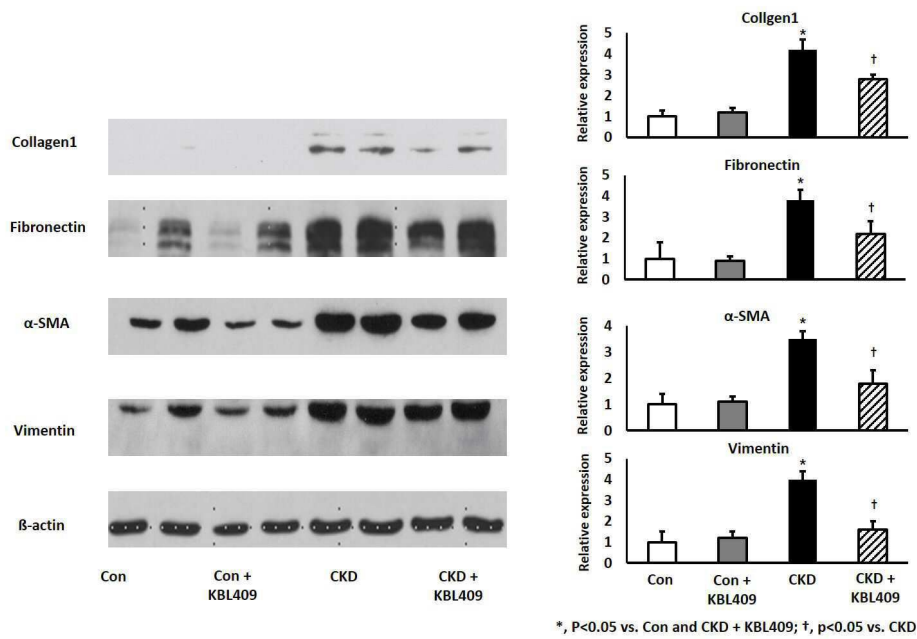 Collagen1
Fibronectin
α-SMA
Vimentin
ß-actin
Con
Con +
KBL409
CKD
CKD +
KBL409
Collgen1
Relative expression
5
4
3
2
1
0
*
†
Fibronectin
Relative expression
5
4
3
2
1
0
*
†
α-SMA
Relative expression
4
3
2
1
0
*
†
Vimentin
Relative expression
5
4
3
2
1
0
*
†
Con
Con +
KBL409
CKD
CKD +
KBL409
*, P<0.05 vs. Con and CKD + KBL409; †, p<0.05 vs. CKD